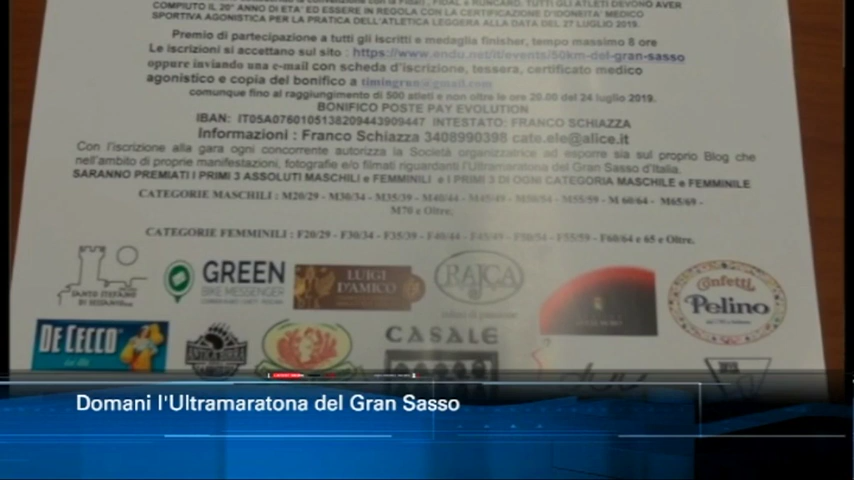 COMPIUTO IL 20° ANNO DI ETA' ED ESSERE IN REGOLA CON LA CERTIFICAZIONE D'IDONEITA' MEDICO
SPORTIVA AGONISTICA PER LA PRATICA DELL'ATLETICA LEGGERA ALLA DATA DEL 27 LUGLIO 2019.
Premio di partecipazione a tutti gli iscritti e medaglia finisher, tempo massimo 8 ore
Le iscrizioni si accettano sul sito : https://www.endu.net/it/events/50km-del-gran-sasso
oppure inviando una e-mail con scheda d'iscrizione, tessera, certificato medico
agonistico e copia del bonifico a timingrun@gmail.com
comunque fino al raggiungimento di 500 atleti e non oltre le ore 20.00 del 24 luglio 2019.
BONIFICO POSTE PAY EVOLUTION
IBAN: IT05A0760105138209443909447 INTESTATO: FRANCO SCHIAZZA
Informazioni : Franco Schiazza 3408990398 cate.ele@alice.it
Con l'iscrizione alla gara ogni concorrente autorizza la Società organizzatrice ad esporre sia sul proprio Blog che
nell'ambito di proprie manifestazioni, fotografie e/o filmati riguardanti l'Ultramaratona del Gran Sasso d'Italia.
SARANNO PREMIATI I PRIMI 3 ASSOLUTI MASCHILI e FEMMINILI e I PRIMI 3 DI OGNI CATEGORIA MASCHILE e FEMMINILE
CATEGORIE MASCHILI : M20/29 - M30/34 - M35/39 - M40/44 - M45/49 - M50/54 - M55/59 - M 60/64 - M65/69 -
M70 e Oltre.
CATEGORIE FEMMINILI : F20/29 - F30/34 - F35/39 - F40/44 - F45/49 - F50/54 - F55/59 - F60/64 e 65 e Oltre.
SANTO STEFANO
GREEN
BIKE MESSENGER
LUIGI
D'AMICO
RAJCA
Confetti
Pelino
DE CECCO
CASALE
Domani l'Ultramaratona del Gran Sasso